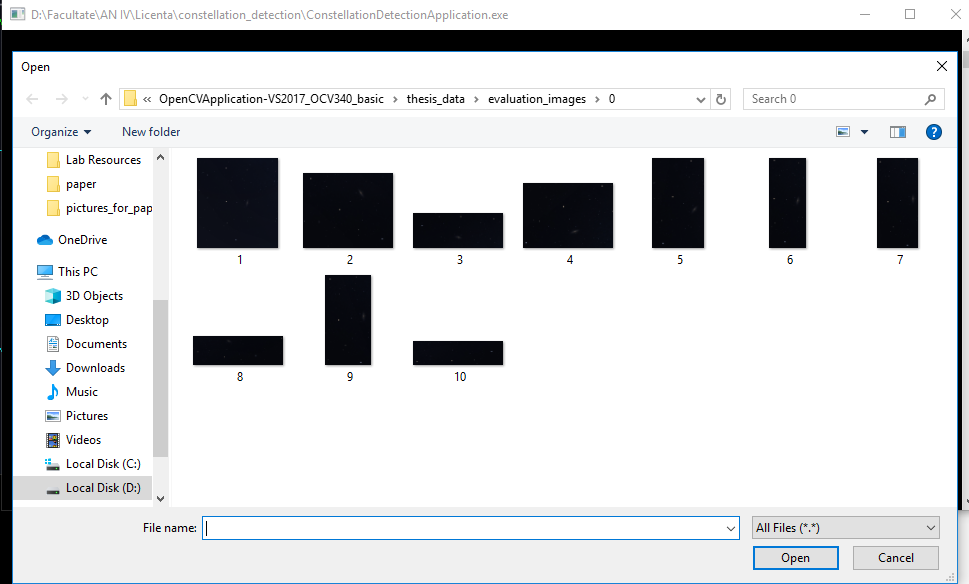 D:\Facultate\AN IV\Licenta\constellation_detection\ConstellationDetectionApplication.exe
Open
« OpenCVApplication-VS2017_OCV340_basic › thesis_data › evaluation_images › 0
Search 0
Organize
New folder
?
Lab Resources
paper
pictures_for_pap
OneDrive
This PC
3D Objects
Desktop
Documents
Downloads
Music
Pictures
Videos
Local Disk (C:)
Local Disk (D:)
1 2 3 4 5 6 7
8 9 10
File name:
All Files (*.*)
Open
Cancel